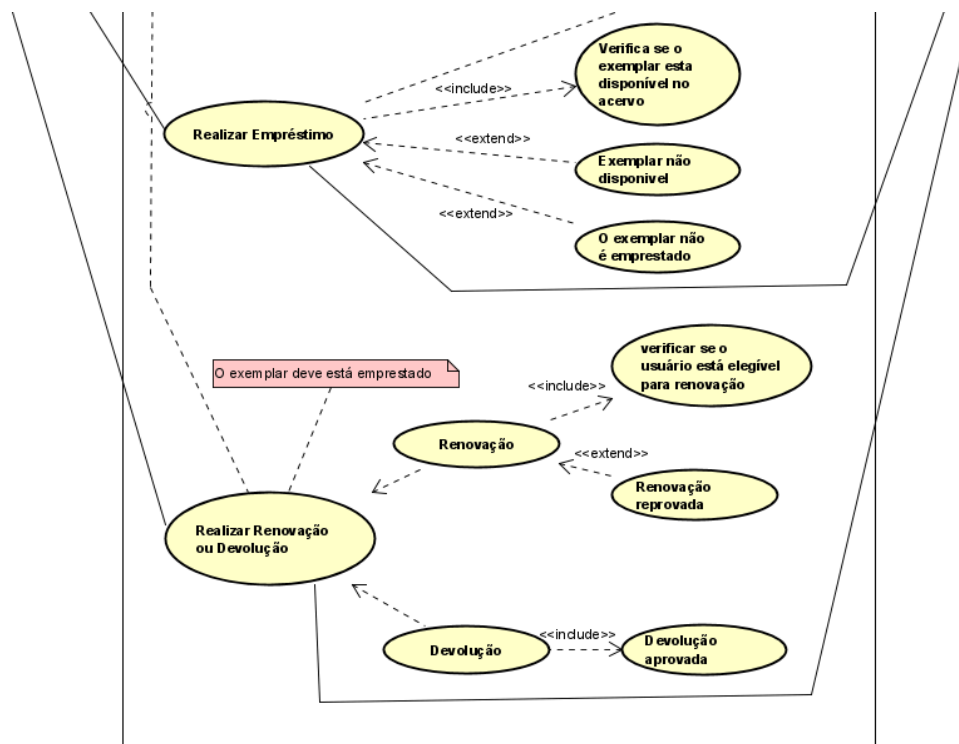 Verifica se o
exemplar esta
disponível no
acervo
<<include>>
Realizar Empréstimo
<<extend>>
Exemplar não
disponivel
<<extend>>
O exemplar não
é emprestado
O exemplar deve está emprestado
verificar se o
usuário está elegível
para renovação
<<include>>
Renovação
<<extend>>
Renovação
reprovada
Realizar Renovação
ou Devolução
Devolução
<<include>>
Devolução
aprovada